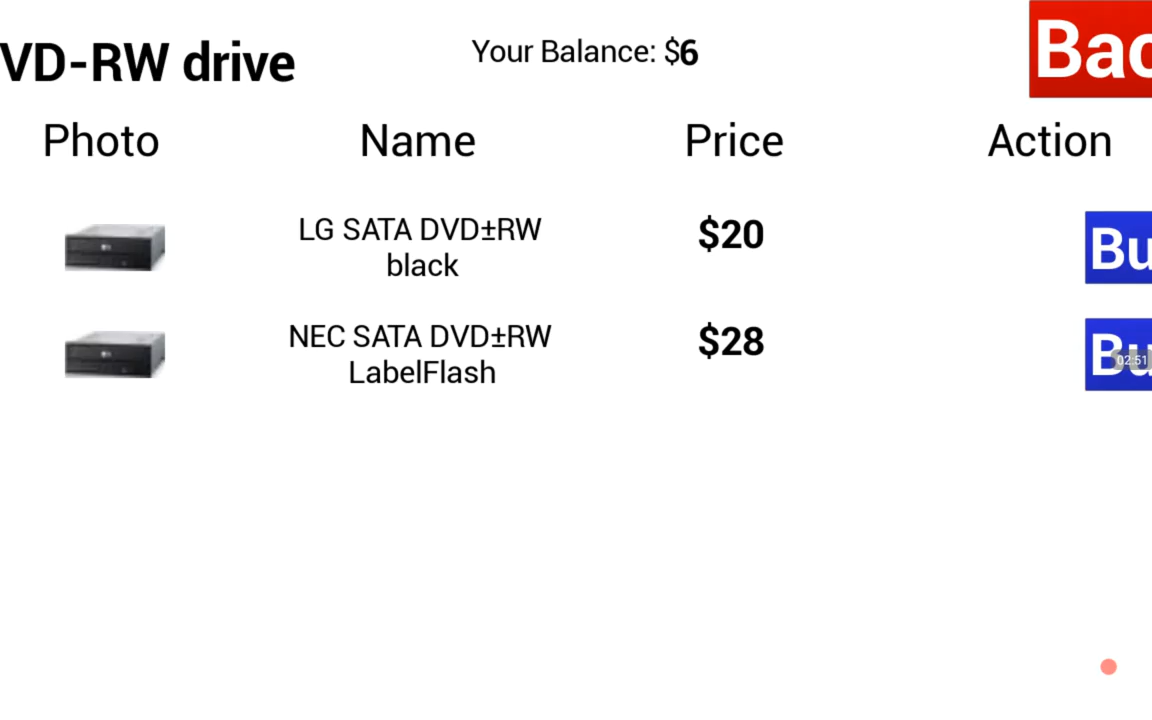 VD-RW drive
Your Balance: $6
Bac
Photo Name Price Action
LG SATA DVD±RW
black
$20
Bu
NEC SATA DVD±RW
LabelFlash
$28
Bu
02:51